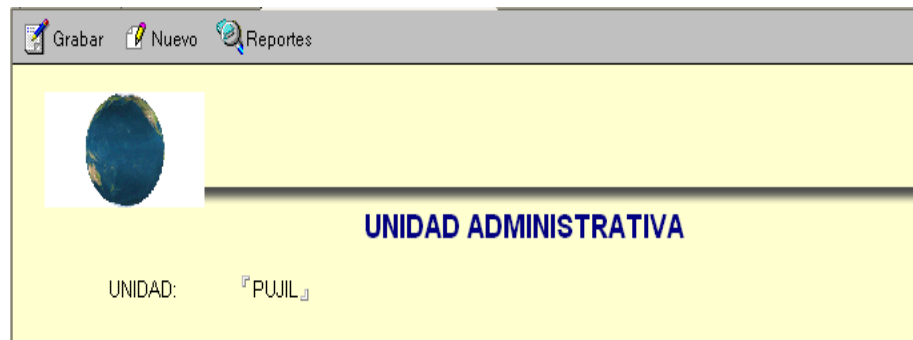 Grabar Nuevo Reportes
UNIDAD ADMINISTRATIVA
UNIDAD: 『PUJIL』